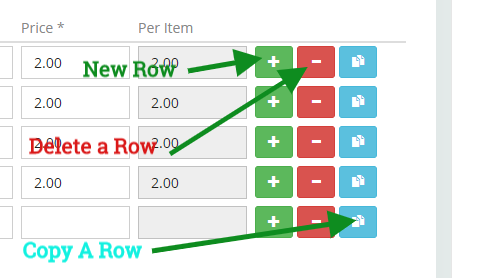 Price * Per Item
2.00 2.00
New Row
2.00 2.00
2.00 2.00
Delete a Row
2.00 2.00
Copy A Row